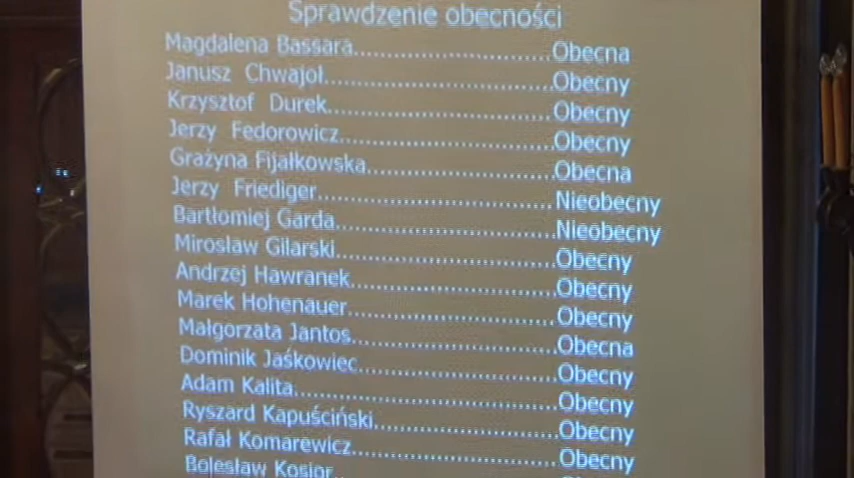 Sprawdzenie obecności
Magdalena Bassara..............................Obecna
Janusz Chwajoł..................................Obecny
Krzysztof Durek..................................Obecny
Jerzy Fedorowicz................................Obecny
Grażyna Fijałkowska............................Obecna
Jerzy Friediger...................................Nieobecny
Bartłomiej Garda.................................Nieobecny
Mirosław Gilarski.................................Obecny
Andrzej Hawranek..............................Obecny
Marek Hohenauer...............................Obecny
Małgorzata Jantos..............................Obecna
Dominik Jaśkowiec..............................Obecny
Adam Kalita.......................................Obecny
Ryszard Kapuściński............................Obecny
Rafał Komarewicz...............................Obecny
Bolesław Kosior..